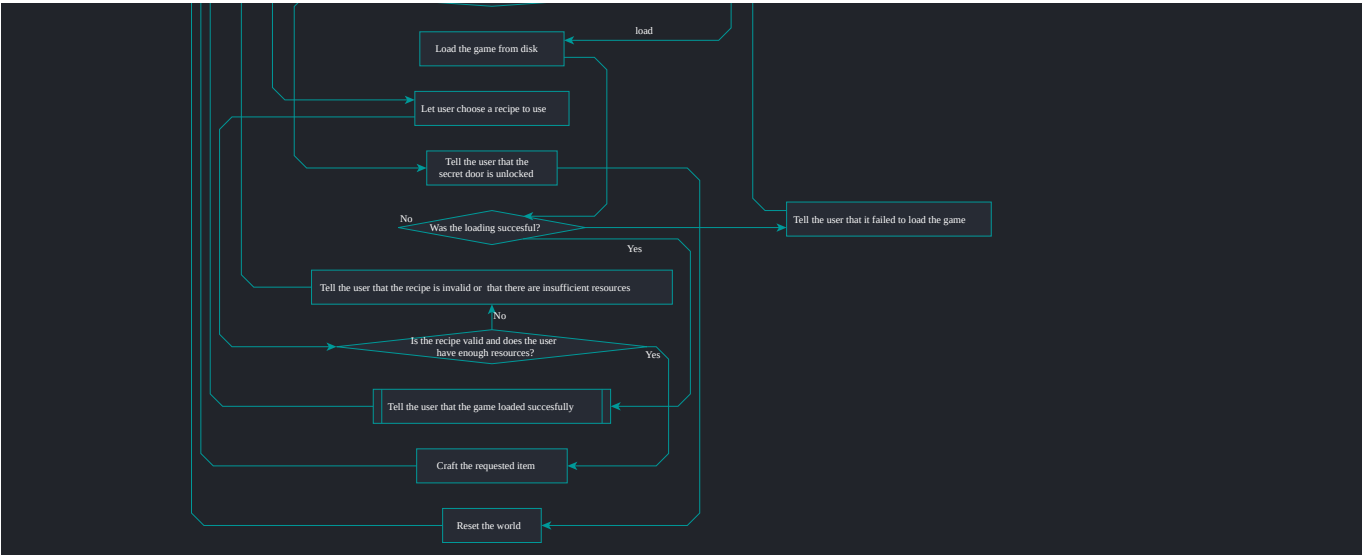 load
Load the game from disk
Let user choose a recipe to use
Tell the user that the
secret door is unlocked
No
Was the loading succesful?
Tell the user that it failed to load the game
Yes
Tell the user that the recipe is invalid or  that there are insufficient resources
No
Is the recipe valid and does the user
have enough resources?
Yes
Tell the user that the game loaded succesfully
Craft the requested item
Reset the world